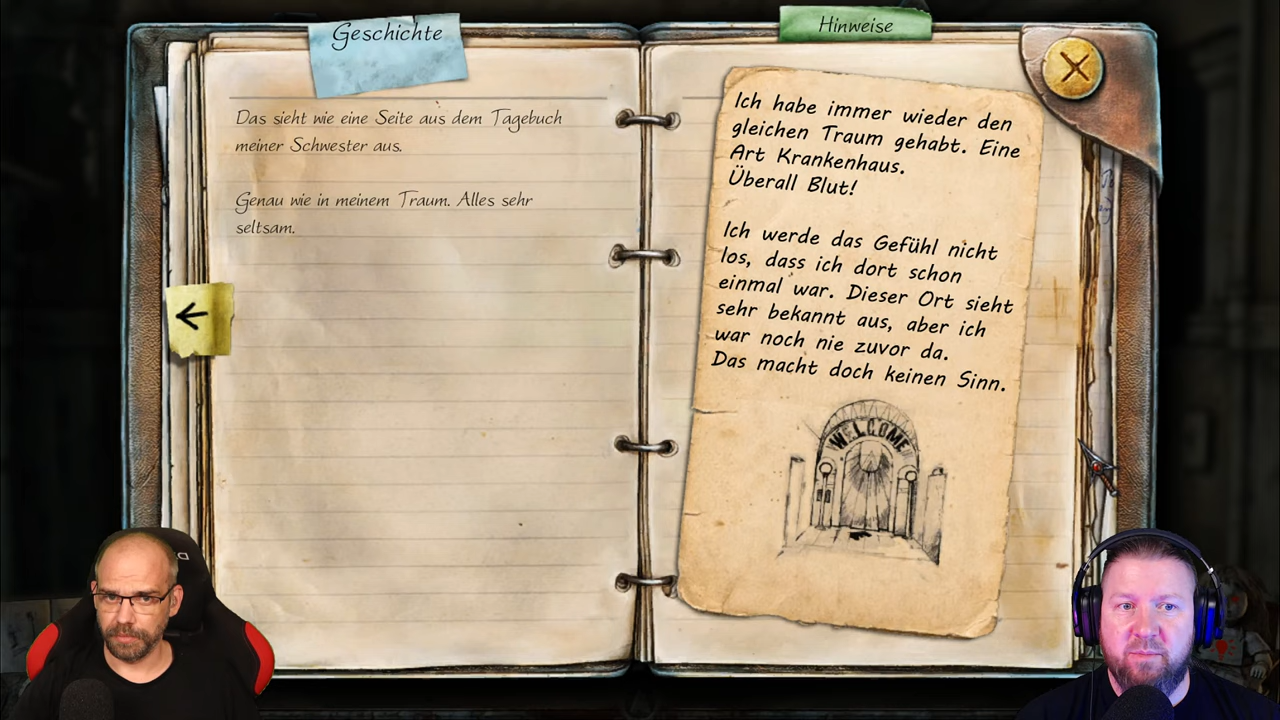 Geschichte
Das sieht wie eine Seite aus dem Tagebuch
meiner Schwester aus.
Genau wie in meinem Traum. Alles sehr
seltsam.
Hinweise
Ich habe immer wieder den
gleichen Traum gehabt. Eine
Art Krankenhaus.
Überall Blut!
Ich werde das Gefühl nicht
los, dass ich dort schon
einmal war. Dieser Ort sieht
sehr bekannt aus, aber ich
war noch nie zuvor da.
Das macht doch keinen Sinn.
WELCOME